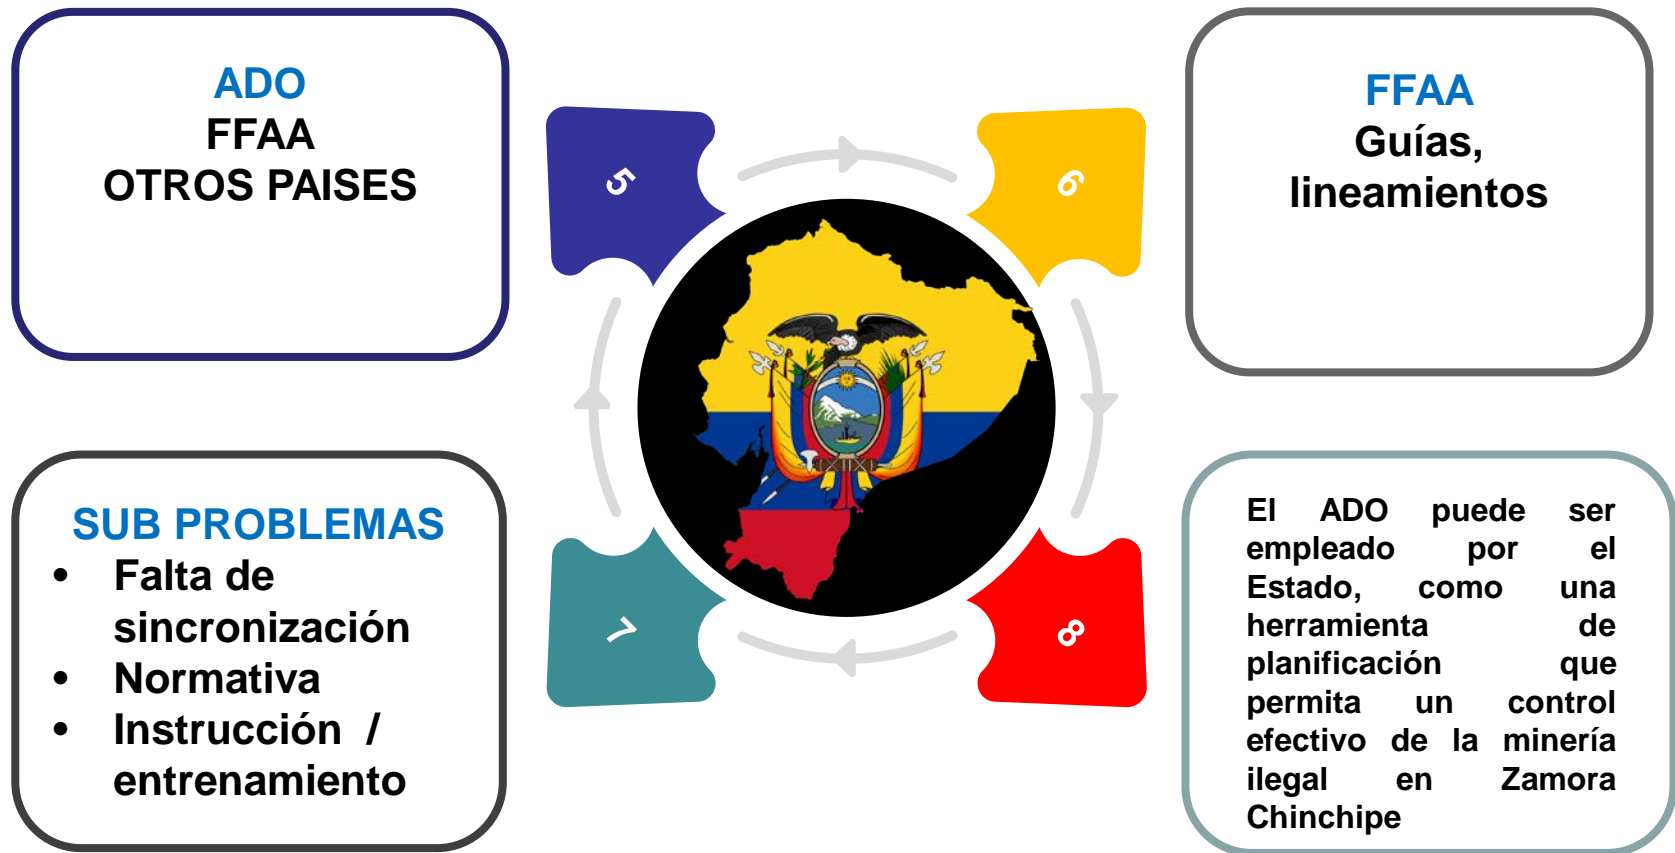 ADO
FFAA
OTROS PAISES
5
6
FFAA
Guías,
lineamientos
SUB PROBLEMAS
• Falta de
sincronización
• Normativa
• Instrucción /
entrenamiento
7
8
El ADO puede ser
empleado por el
Estado, como una
herramienta de
planificación que
permita un control
efectivo de la minería
ilegal en Zamora
Chinchipe